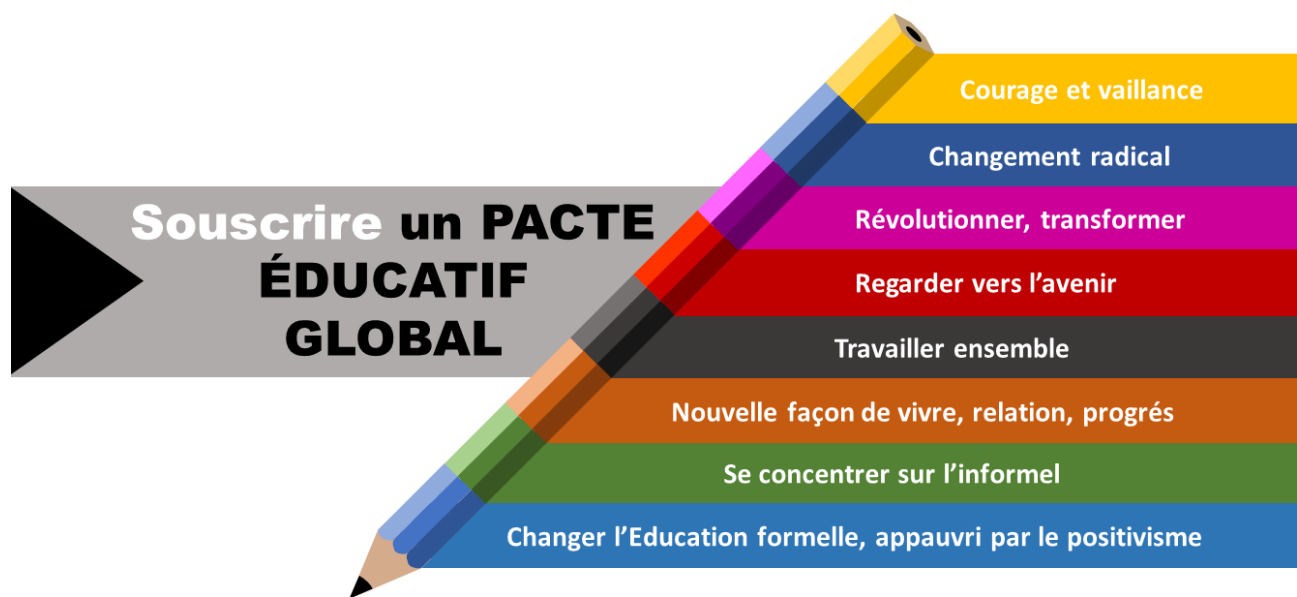 Souscrire un PACTE
ÉDUCATIF
GLOBAL
Courage et vaillance
Changement radical
Révolutionner, transformer
Regarder vers l’avenir
Travailler ensemble
Nouvelle façon de vivre, relation, progrés
Se concentrer sur l’informel
Changer l’Education formelle, appauvri par le positivisme